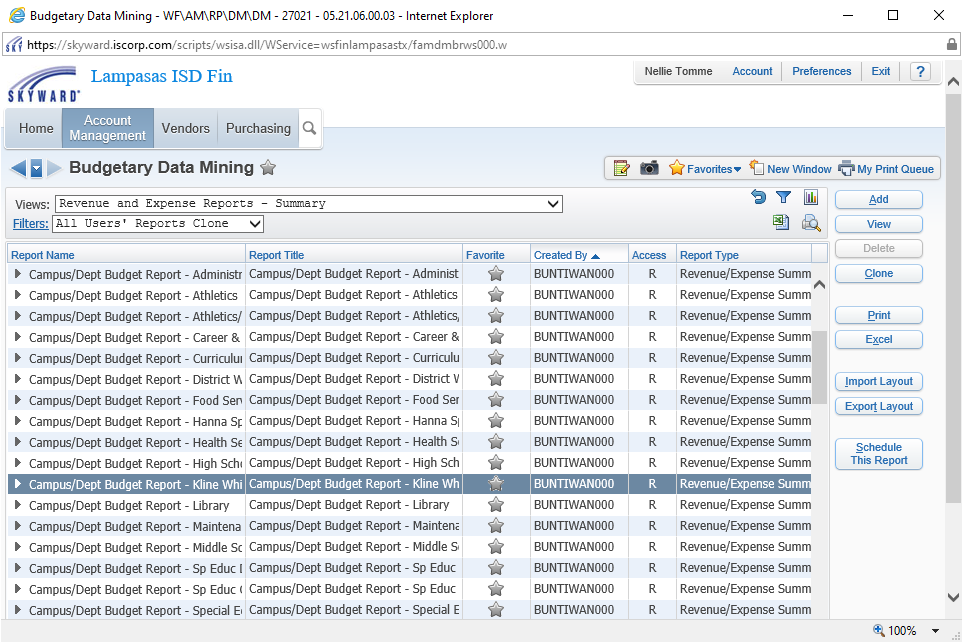 Budgetary Data Mining - WF\AM\RP\DM\DM - 27021 - 05.21.06.00.03 - Internet Explorer
https://skyward.iscorp.com/scripts/wsisa.dll/WService=wsfinlampasastx/famdmbrws000.w
SKYWARD Lampasas ISD Fin Nellie Tomme Account Preferences Exit ?
Home Account Management Vendors Purchasing
Budgetary Data Mining Favorites New Window My Print Queue
Views: Revenue and Expense Reports - Summary
Filters: All Users' Reports Clone
Add
View
Delete
Clone
Print
Excel
Import Layout
Export Layout
Schedule
This Report
Report Name Report Title Favorite Created By Access Report Type
Campus/Dept Budget Report - Administr Campus/Dept Budget Report - Administ BUNTIWAN000 R Revenue/Expense Summ
Campus/Dept Budget Report - Athletics Campus/Dept Budget Report - Athletics BUNTIWAN000 R Revenue/Expense Summ
Campus/Dept Budget Report - Athletics/ Campus/Dept Budget Report - Athletics/ BUNTIWAN000 R Revenue/Expense Summ
Campus/Dept Budget Report - Career & Campus/Dept Budget Report - Career & BUNTIWAN000 R Revenue/Expense Summ
Campus/Dept Budget Report - Curriculur Campus/Dept Budget Report - Curriculu BUNTIWAN000 R Revenue/Expense Summ
Campus/Dept Budget Report - District W Campus/Dept Budget Report - District W BUNTIWAN000 R Revenue/Expense Summ
Campus/Dept Budget Report - Food Serv Campus/Dept Budget Report - Food Ser BUNTIWAN000 R Revenue/Expense Summ
Campus/Dept Budget Report - Hanna Sp Campus/Dept Budget Report - Hanna Sp BUNTIWAN000 R Revenue/Expense Summ
Campus/Dept Budget Report - Health Se Campus/Dept Budget Report - Health S BUNTIWAN000 R Revenue/Expense Summ
Campus/Dept Budget Report - High Scho Campus/Dept Budget Report - High Sch BUNTIWAN000 R Revenue/Expense Summ
Campus/Dept Budget Report - Kline Whi Campus/Dept Budget Report - Kline Wh BUNTIWAN000 R Revenue/Expense Summ
Campus/Dept Budget Report - Library Campus/Dept Budget Report - Library BUNTIWAN000 R Revenue/Expense Summ
Campus/Dept Budget Report - Maintena Campus/Dept Budget Report - Maintena BUNTIWAN000 R Revenue/Expense Summ
Campus/Dept Budget Report - Middle Sc Campus/Dept Budget Report - Middle S BUNTIWAN000 R Revenue/Expense Summ
Campus/Dept Budget Report - Sp Educ D Campus/Dept Budget Report - Sp Educ BUNTIWAN000 R Revenue/Expense Summ
Campus/Dept Budget Report - Sp Educ C Campus/Dept Budget Report - Sp Educ BUNTIWAN000 R Revenue/Expense Summ
Campus/Dept Budget Report - Special E Campus/Dept Budget Report - Special E BUNTIWAN000 R Revenue/Expense Summ
100%